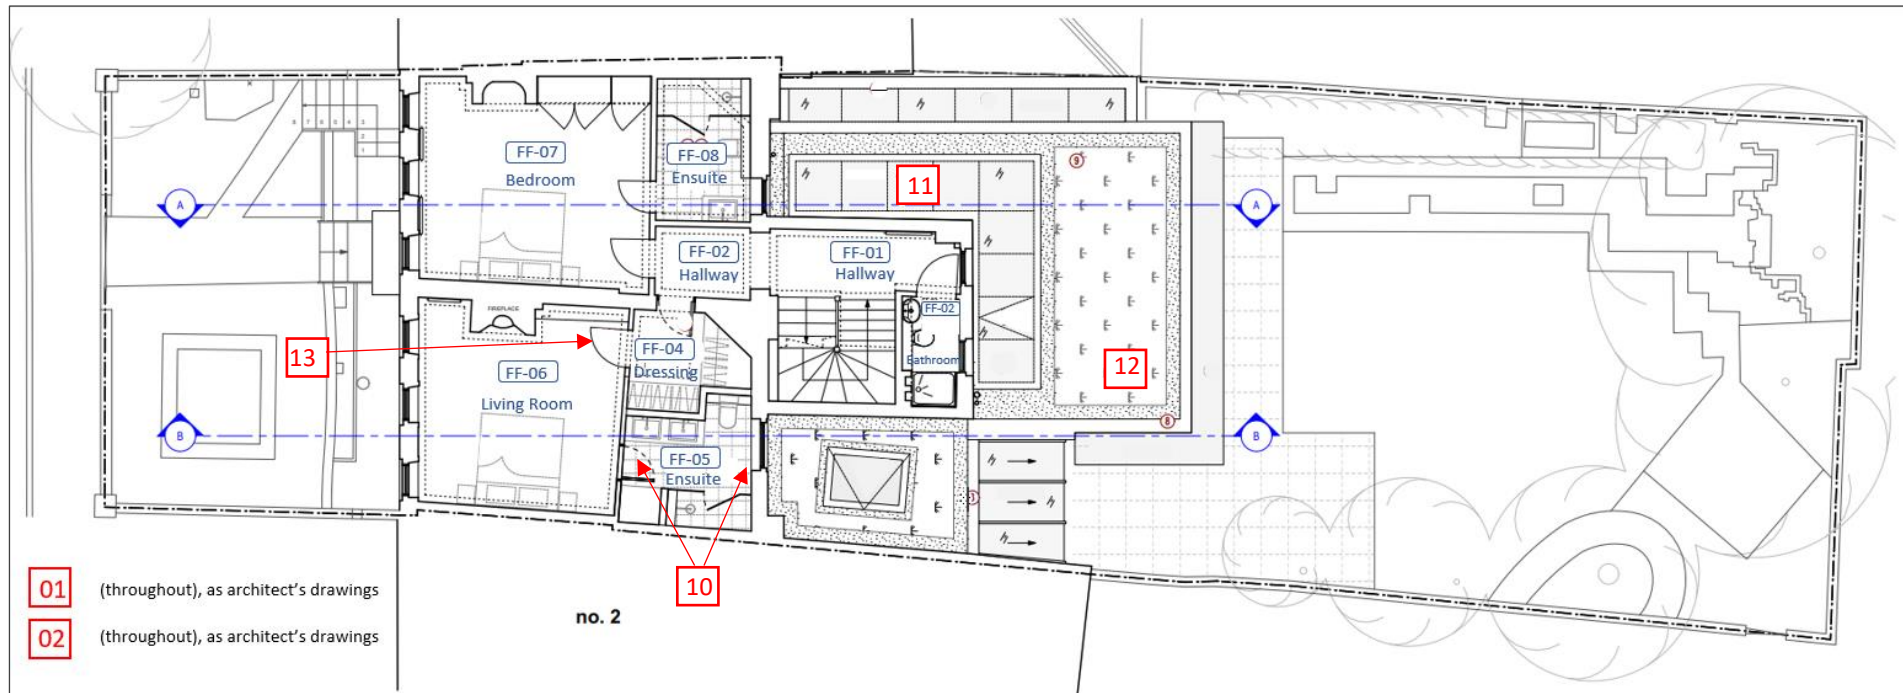 FF-07
Bedroom
FF-08
Ensuite
11
9
A
A
FF-02
Hallway
FF-01
Hallway
FIREPLACE
FF-02
Bathroom
13
FF-04
Dressing
12
FF-06
Living Room
8
B
B
FF-05
Ensuite
10
01 (throughout), as architect's drawings
02 (throughout), as architect's drawings
no. 2